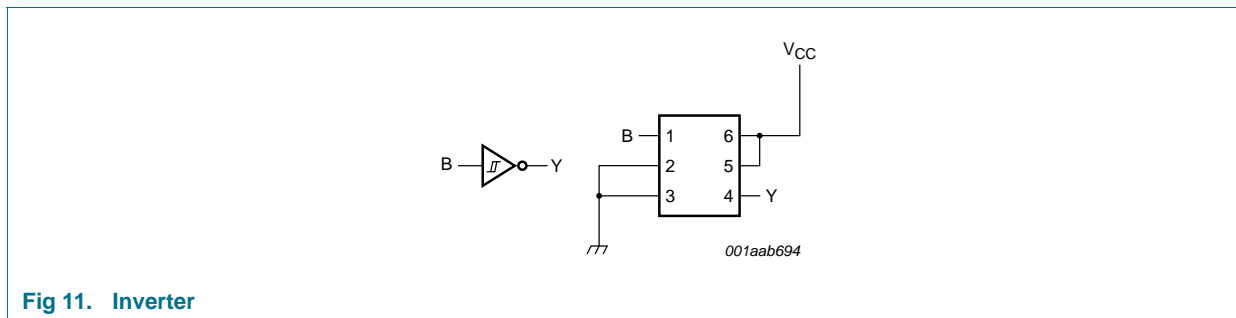 VCC
B 1 6
B Y 2 5
3 4 Y
001aab694
Fig 11. Inverter